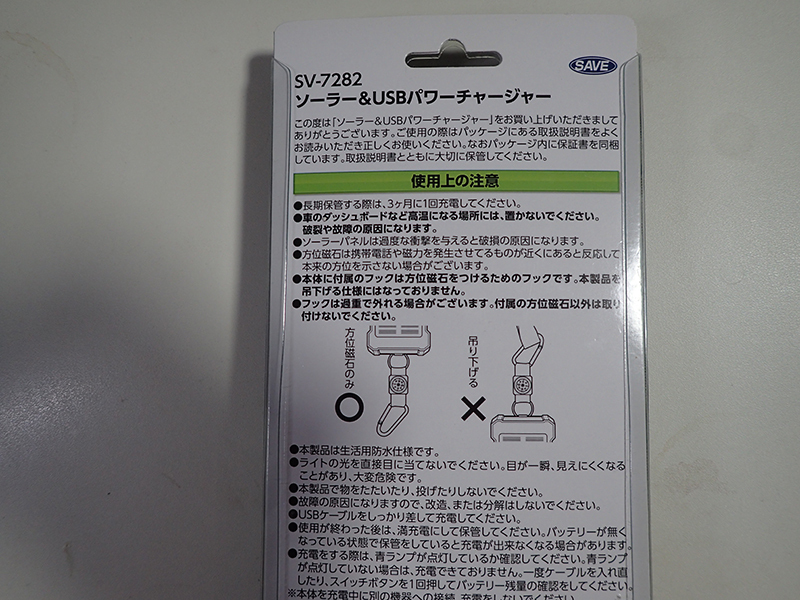 SAVE
SV-7282
ソーラー&USBパワーチャージャー
この度は「ソーラー&USBパワーチャージャー」をお買い上げいただきまして
ありがとうございます。ご使用の際はパッケージにある取扱説明書をよく
お読みいただき正しくお使いください。なおパッケージ内に保証書を同梱
しています。取扱説明書とともに大切に保管してください。
使用上の注意
●長期保管する際は、3ヶ月に1回充電してください。
●車のダッシュボードなど高温になる場所には、置かないでください。
破裂や故障の原因になります。
●ソーラーパネルは過度な衝撃を与えると破損の原因になります。
●方位磁石は携帯電話や磁力を発生させてるものが近くにあると反応して
本来の方位を示さない場合がございます。
●本体に付属のフックは方位磁石をつけるためのフックです。本製品を
吊下げる仕様にはなっておりません。
●フックは過重で外れる場合がございます。付属の方位磁石以外は取り
付けないでください。
方位磁石のみ
○
吊り下げる
×
●本製品は生活用防水仕様です。
●ライトの光を直接目に当てないでください。目が一瞬、見えにくくなる
ことがあり、大変危険です。
●本製品で物をたたいたり、投げたりしないでください。
●故障の原因になりますので、改造、または分解はしないでください。
●USBケーブルをしっかり差して充電してください。
●使用が終わった後は、満充電にして保管してください。バッテリーが無く
なっている状態で保管をしていると充電が出来なくなる場合があります。
●充電をする際は、青ランプが点灯しているか確認してください。青ランプ
が点灯していない場合は、充電できておりません。一度ケーブルを入れ直
したり、スイッチボタンを1回押してバッテリー残量の確認をしてください。
※本体を充電中に別の機器への接続、充電をしないでください